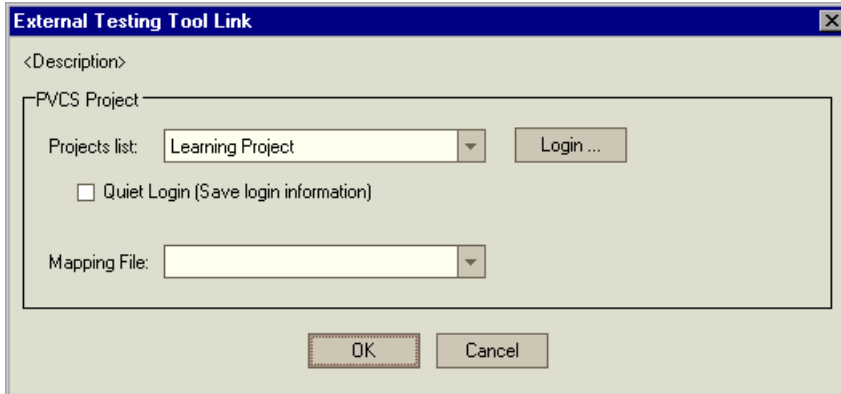 External Testing Tool Link
<Description>
PVCS Project
Projects list: Learning Project Login ...
Quiet Login (Save login information)
Mapping File:
OK Cancel